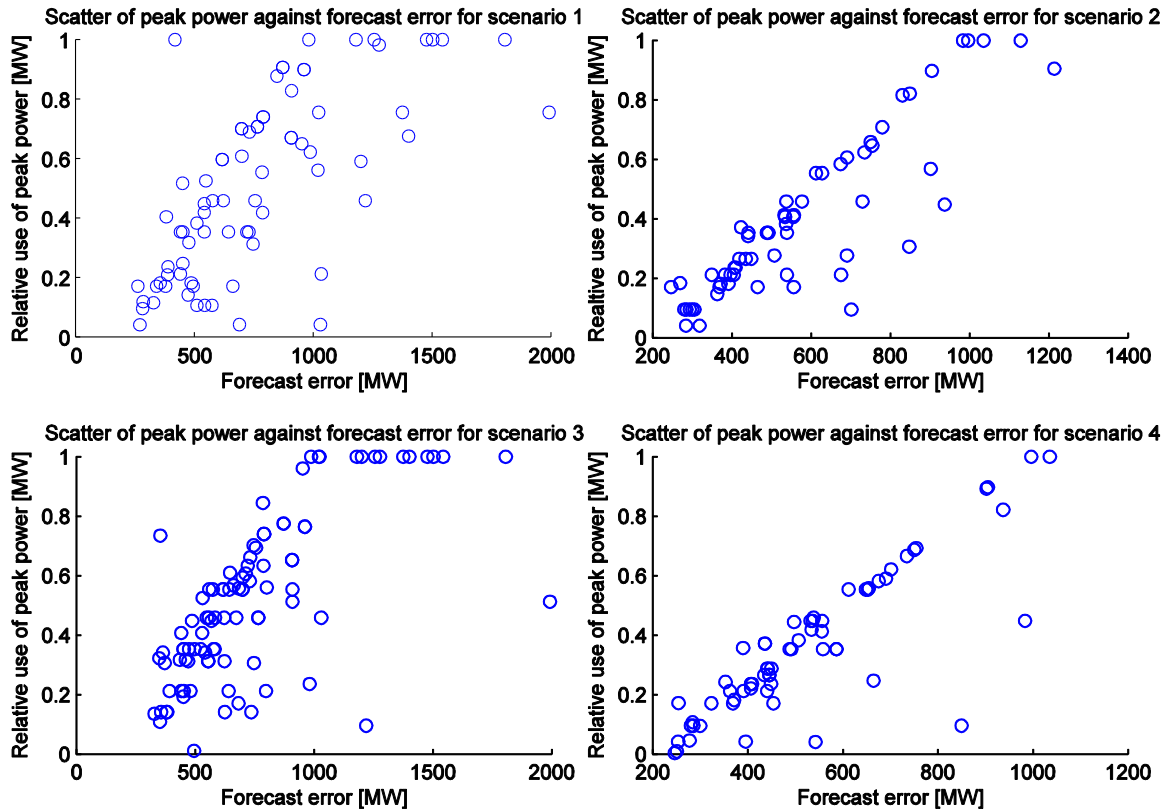 Scatter of peak power against forecast error for scenario 1
Relative use of peak power [MW]
1
0.8
0.6
0.4
0.2
0
0 500 1000 1500 2000
Forecast error [MW]
Scatter of peak power against forecast error for scenario 2
Realtive use of peak power [MW]
1
0.8
0.6
0.4
0.2
0
200 400 600 800 1000 1200 1400
Forecast error [MW]
Scatter of peak power against forecast error for scenario 3
Relative use of peak power [MW]
1
0.8
0.6
0.4
0.2
0
0 500 1000 1500 2000
Forecast error [MW]
Scatter of peak power against forecast error for scenario 4
Relative use of peak power [MW]
1
0.8
0.6
0.4
0.2
0
200 400 600 800 1000 1200
Forecast error [MW]